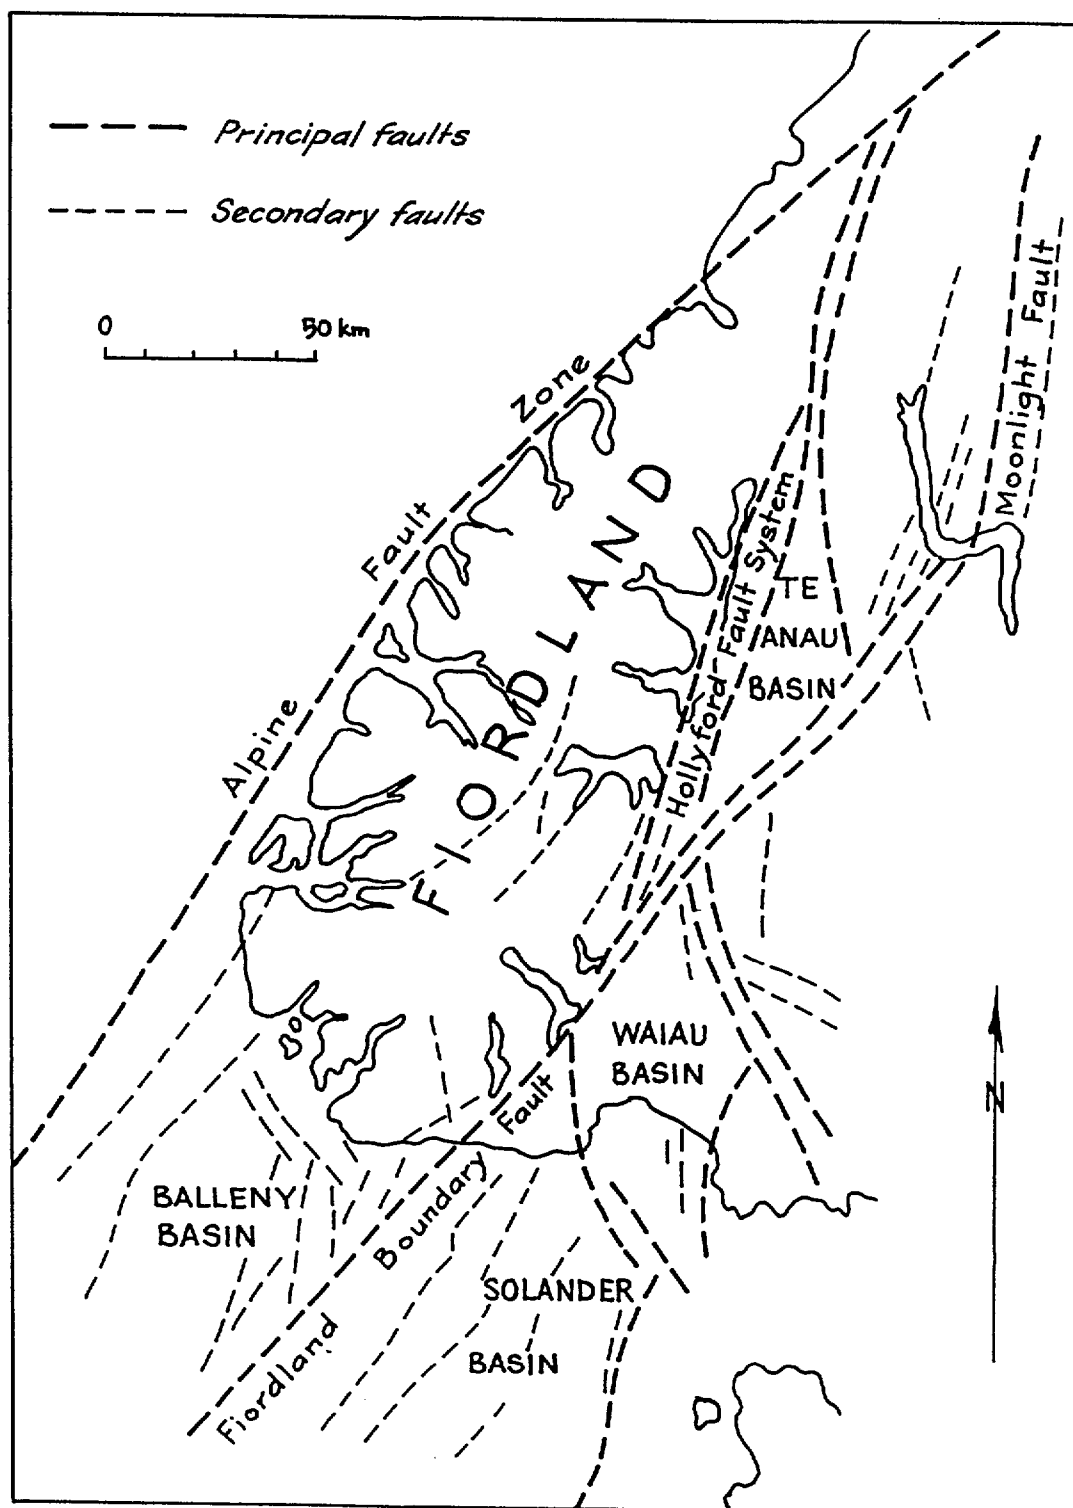 Principal faults
Secondary faults
0 50 km
Alpine Fault Zone
FIORDLAND
Hollyford Fault System
Moonlight Fault
TE
ANAU
BASIN
WAIAU
BASIN
N
Fiordland Boundary Fault
BALLENY
BASIN
SOLANDER
BASIN